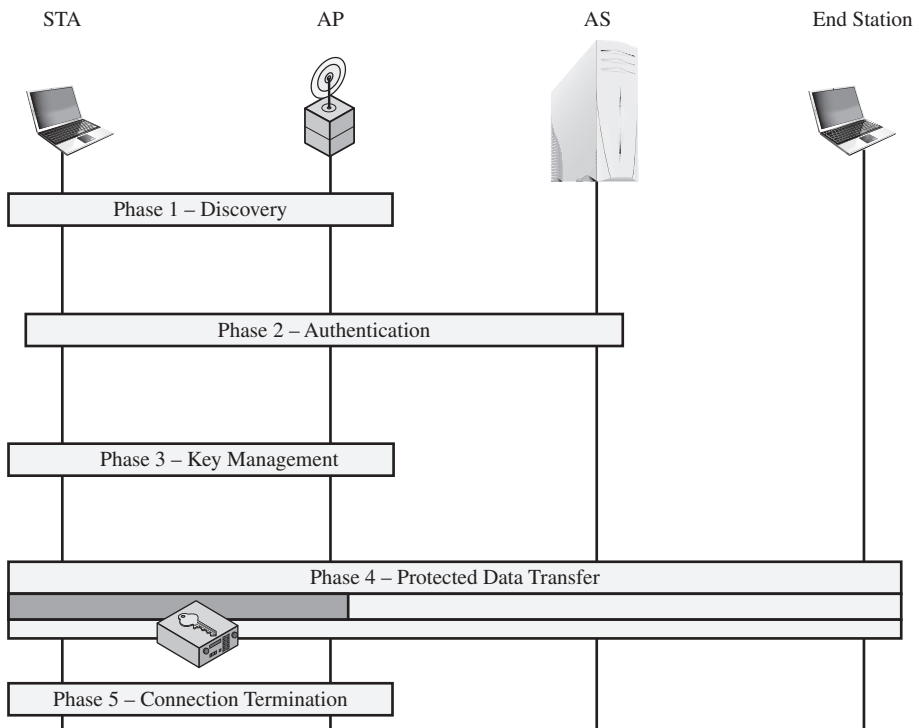 STA
AP
AS
End Station
Phase 1 – Discovery
Phase 2 – Authentication
Phase 3 – Key Management
Phase 4 – Protected Data Transfer
Phase 5 – Connection Termination